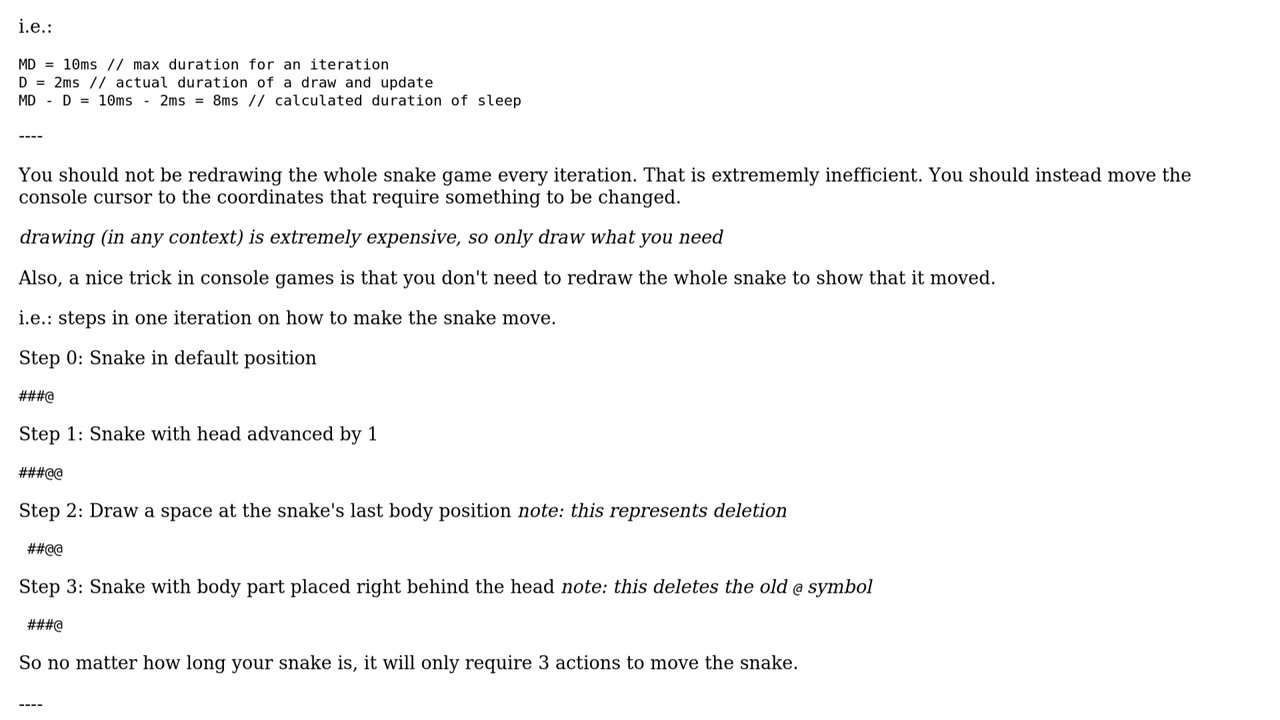 i.e.:
MD = 10ms // max duration for an iteration
D = 2ms // actual duration of a draw and update
MD - D = 10ms - 2ms = 8ms // calculated duration of sleep
----
You should not be redrawing the whole snake game every iteration. That is extrememly inefficient. You should instead move the
console cursor to the coordinates that require something to be changed.
drawing (in any context) is extremely expensive, so only draw what you need
Also, a nice trick in console games is that you don't need to redraw the whole snake to show that it moved.
i.e.: steps in one iteration on how to make the snake move.
Step 0: Snake in default position
###@
Step 1: Snake with head advanced by 1
###@@
Step 2: Draw a space at the snake's last body position note: this represents deletion
 ##@@
Step 3: Snake with body part placed right behind the head note: this deletes the old @ symbol
 ###@
So no matter how long your snake is, it will only require 3 actions to move the snake.
----